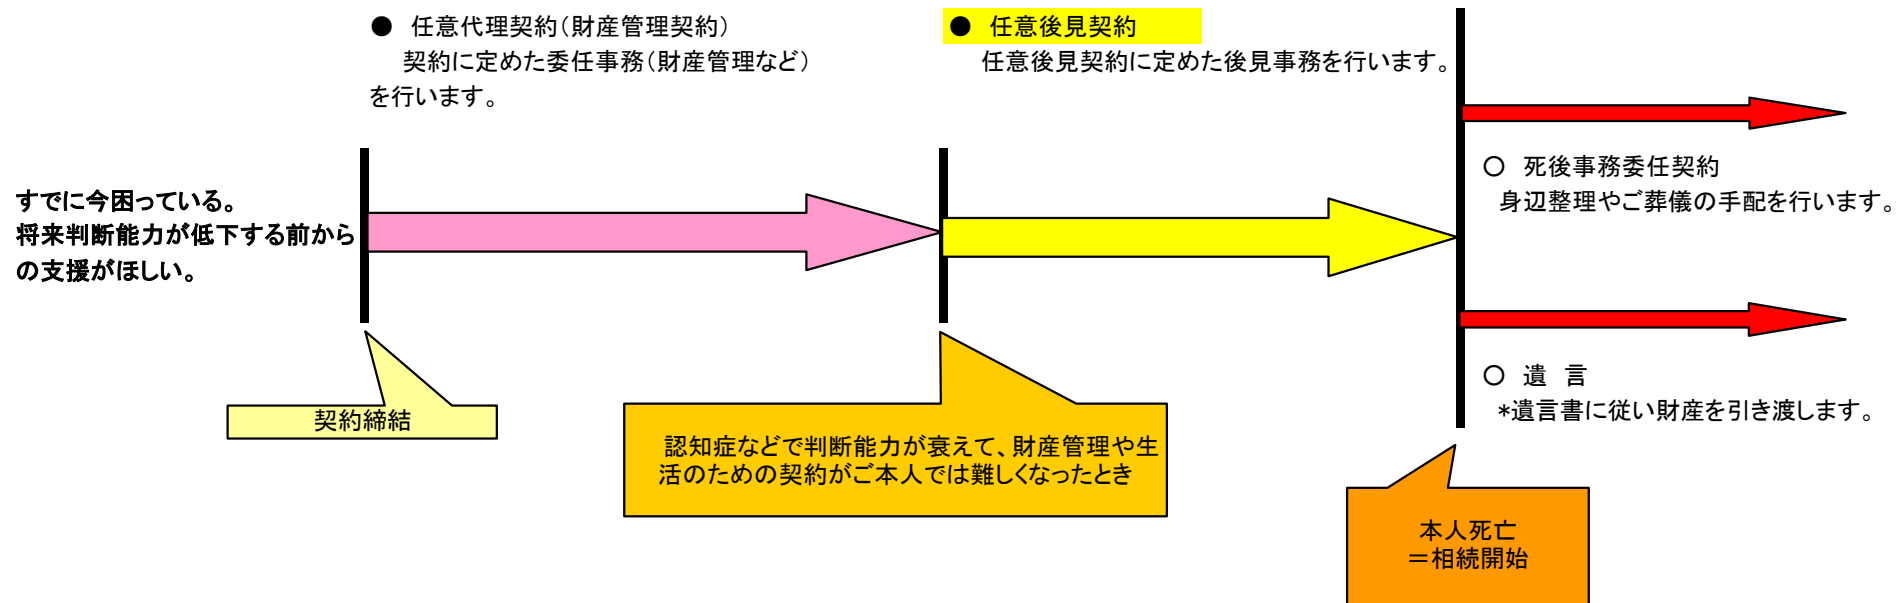 ● 任意代理契約(財産管理契約)
契約に定めた委任事務(財産管理など)
を行います。
● 任意後見契約
任意後見契約に定めた後見事務を行います。
すでに今困っている。
将来判断能力が低下する前から
の支援がほしい。
○ 死後事務委任契約
身辺整理やご葬儀の手配を行います。
○ 遺 言
*遺言書に従い財産を引き渡します。
契約締結
認知症などで判断能力が衰えて、財産管理や生
活のための契約がご本人では難しくなったとき
本人死亡
=相続開始